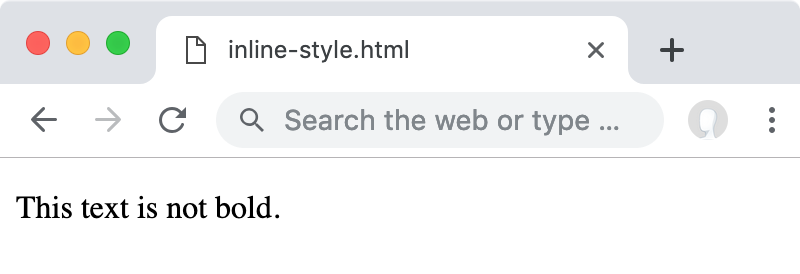 inline-style.html
Search the web or type ...
This text is not bold.